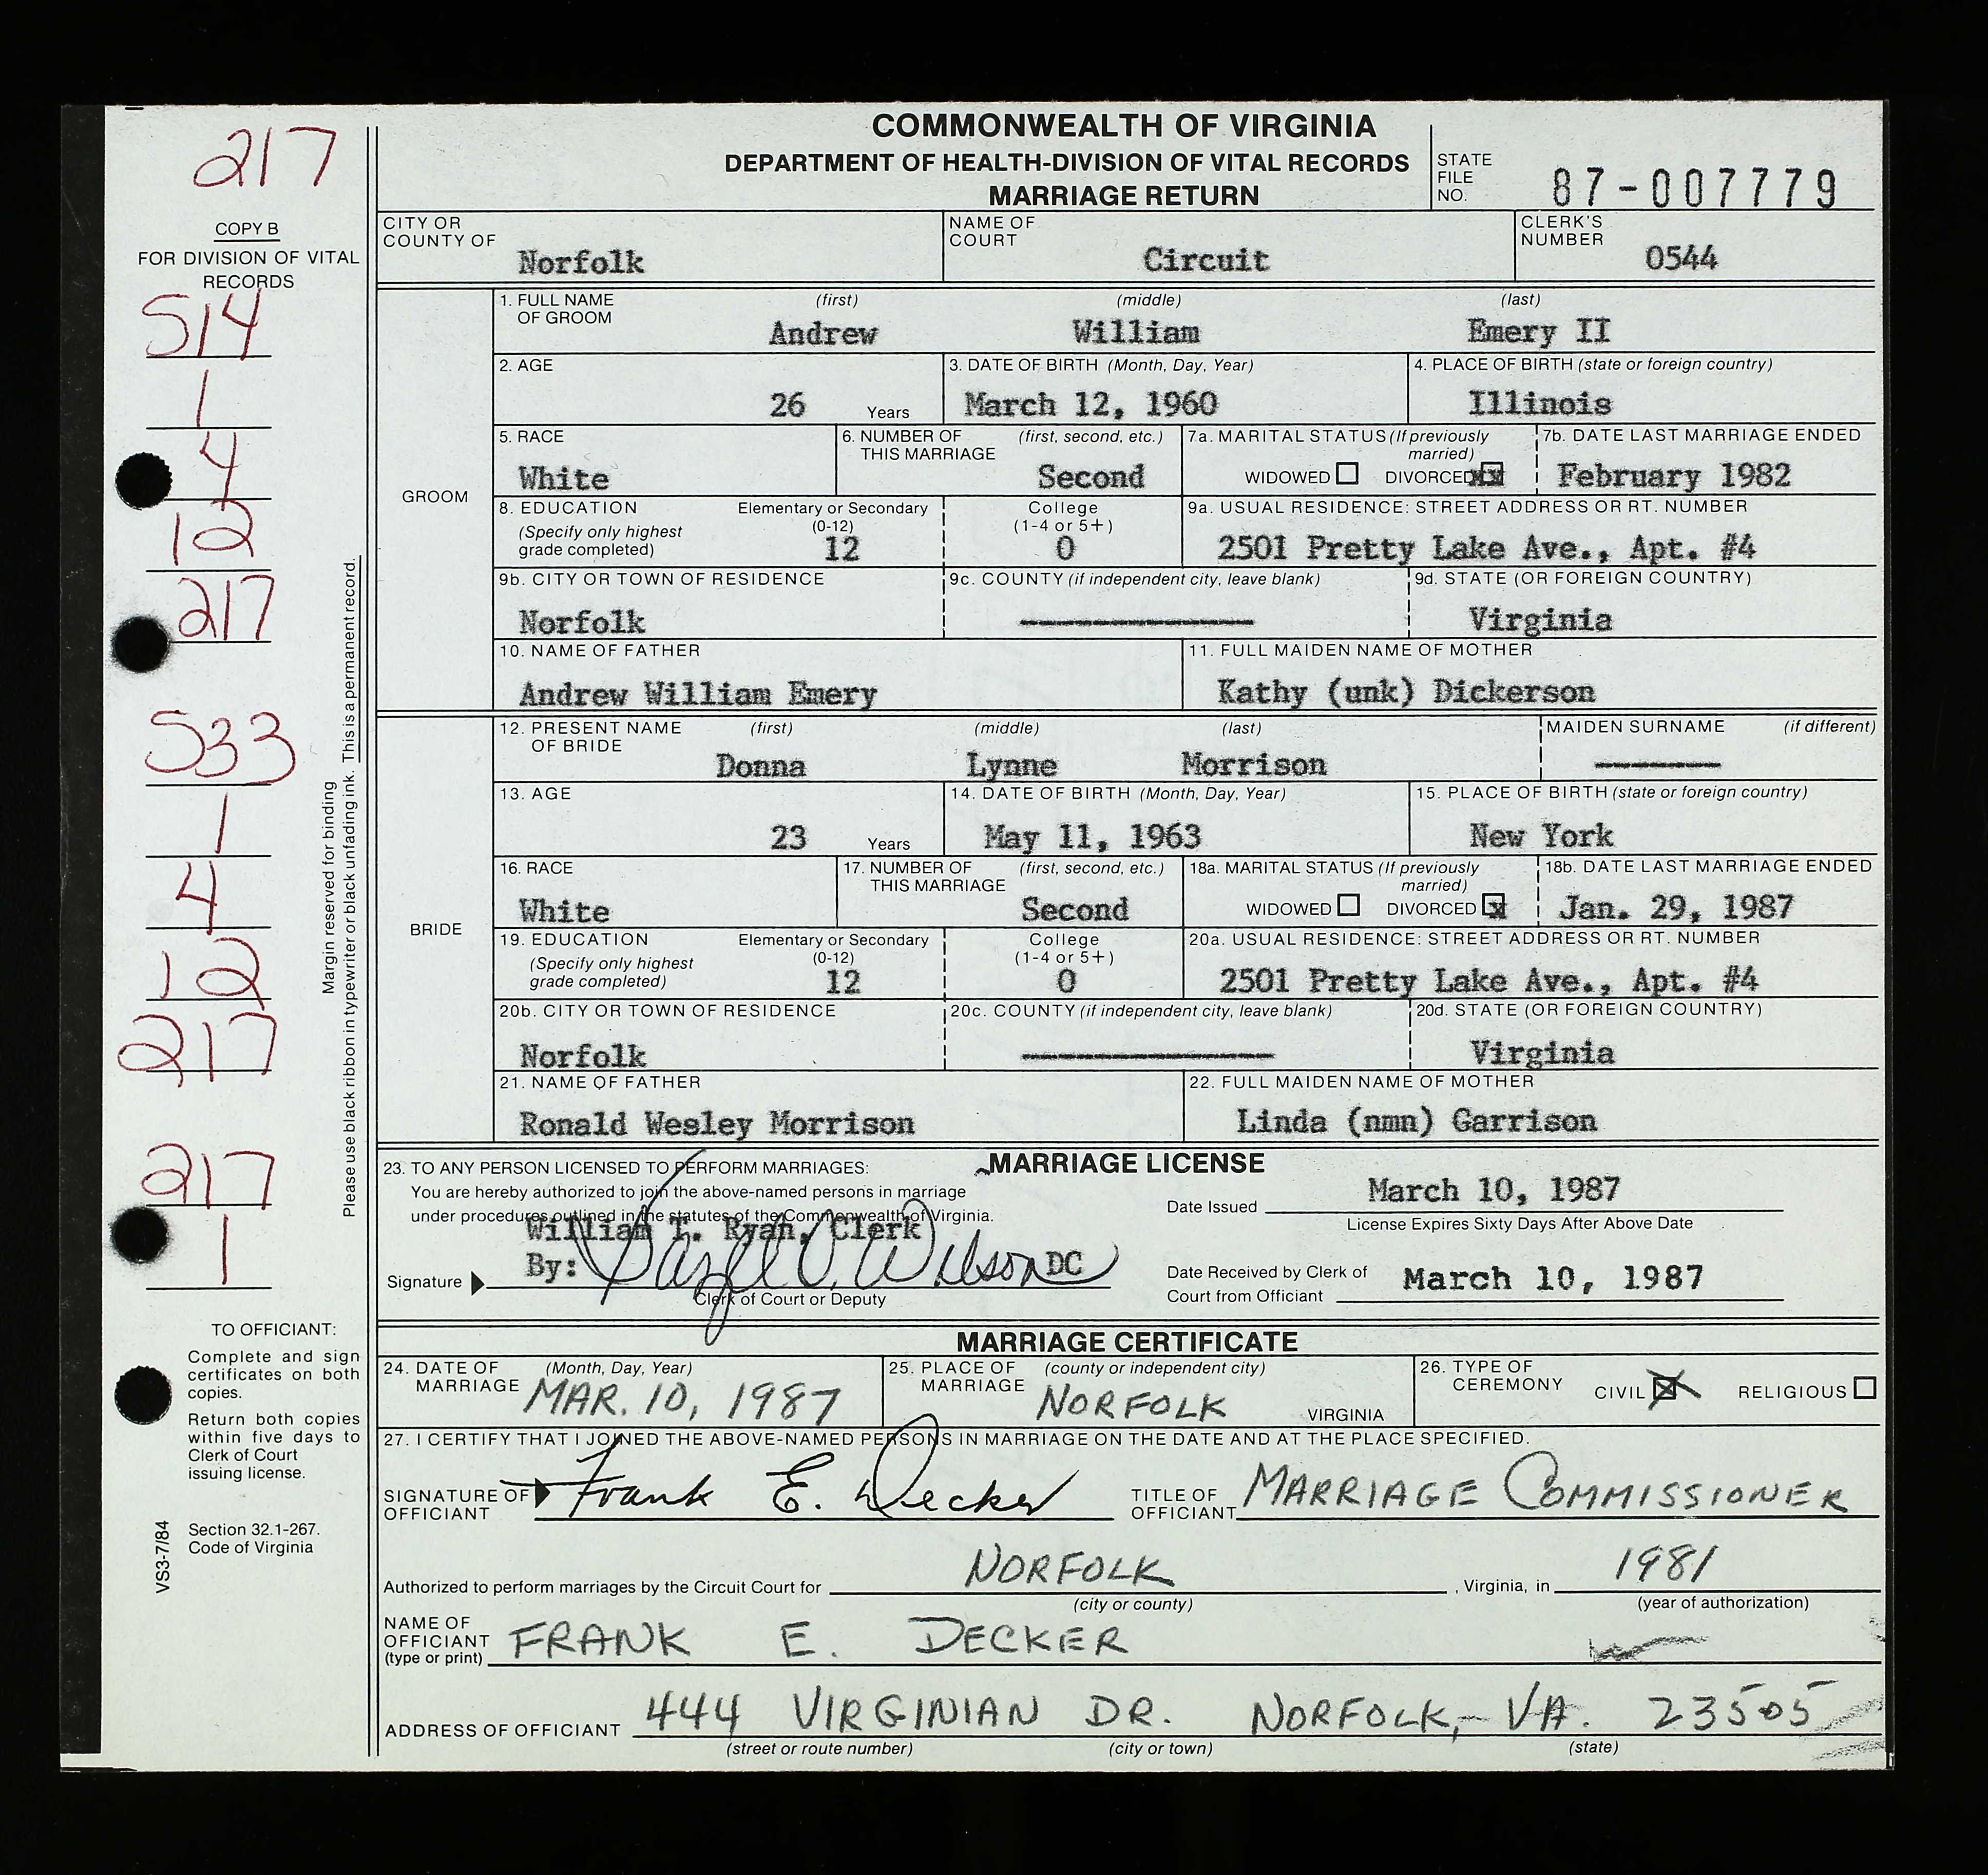 217
COPY B
FOR DIVISION OF VITAL
RECORDS
514
1
4
12
217
533
1
4
12
217
217
1
Margin reserved for binding
Please use black ribbon in typewriter or black unfading ink. This is a permanent record.
TO OFFICIANT:
Complete and sign
certificates on both
copies.
Return both copies
within five days to
Clerk of Court
issuing license.
Section 32.1-267.
Code of Virginia
VS3-7/84
COMMONWEALTH OF VIRGINIA
DEPARTMENT OF HEALTH-DIVISION OF VITAL RECORDS
MARRIAGE RETURN
STATE FILE NO. 87-007779
CITY OR COUNTY OF Norfolk
NAME OF COURT Circuit
CLERK'S NUMBER 0544
GROOM
1. FULL NAME OF GROOM (first) (middle) (last)
Andrew William Emery II
2. AGE 26 Years
3. DATE OF BIRTH (Month, Day, Year) March 12, 1960
4. PLACE OF BIRTH (state or foreign country) Illinois
5. RACE White
6. NUMBER OF THIS MARRIAGE (first, second, etc.) Second
7a. MARITAL STATUS (If previously married) WIDOWED DIVORCED XX
7b. DATE LAST MARRIAGE ENDED February 1982
8. EDUCATION (Specify only highest grade completed) Elementary or Secondary (0-12) 12
College (1-4 or 5+) 0
9a. USUAL RESIDENCE: STREET ADDRESS OR RT. NUMBER 2501 Pretty Lake Ave., Apt. #4
9b. CITY OR TOWN OF RESIDENCE Norfolk
9c. COUNTY (if independent city, leave blank)
9d. STATE (OR FOREIGN COUNTRY) Virginia
10. NAME OF FATHER Andrew William Emery
11. FULL MAIDEN NAME OF MOTHER Kathy (unk) Dickerson
BRIDE
12. PRESENT NAME OF BRIDE (first) (middle) (last)
Donna Lynne Morrison
MAIDEN SURNAME (if different)
13. AGE 23 Years
14. DATE OF BIRTH (Month, Day, Year) May 11, 1963
15. PLACE OF BIRTH (state or foreign country) New York
16. RACE White
17. NUMBER OF THIS MARRIAGE (first, second, etc.) Second
18a. MARITAL STATUS (If previously married) WIDOWED DIVORCED X
18b. DATE LAST MARRIAGE ENDED Jan. 29, 1987
19. EDUCATION (Specify only highest grade completed) Elementary or Secondary (0-12) 12
College (1-4 or 5+) 0
20a. USUAL RESIDENCE: STREET ADDRESS OR RT. NUMBER 2501 Pretty Lake Ave., Apt. #4
20b. CITY OR TOWN OF RESIDENCE Norfolk
20c. COUNTY (if independent city, leave blank)
20d. STATE (OR FOREIGN COUNTRY) Virginia
21. NAME OF FATHER Ronald Wesley Morrison
22. FULL MAIDEN NAME OF MOTHER Linda (nmn) Garrison
MARRIAGE LICENSE
23. TO ANY PERSON LICENSED TO PERFORM MARRIAGES:
You are hereby authorized to join the above-named persons in marriage
under procedures outlined in the statutes of the Commonwealth of Virginia.
William T. Ryan, Clerk
Signature By: Wilson DC
Clerk of Court or Deputy
Date Issued March 10, 1987
License Expires Sixty Days After Above Date
Date Received by Clerk of Court from Officiant March 10, 1987
MARRIAGE CERTIFICATE
24. DATE OF MARRIAGE (Month, Day, Year) MAR. 10, 1987
25. PLACE OF MARRIAGE (county or independent city) NORFOLK VIRGINIA
26. TYPE OF CEREMONY CIVIL X RELIGIOUS
27. I CERTIFY THAT I JOINED THE ABOVE-NAMED PERSONS IN MARRIAGE ON THE DATE AND AT THE PLACE SPECIFIED.
SIGNATURE OF OFFICIANT Frank E. Decker
TITLE OF OFFICIANT MARRIAGE COMMISSIONER
Authorized to perform marriages by the Circuit Court for NORFOLK, Virginia, in 1981
(city or county) (year of authorization)
NAME OF OFFICIANT (type or print) FRANK E. DECKER
ADDRESS OF OFFICIANT 444 VIRGINIAN DR. NORFOLK, VA. 23505
(street or route number) (city or town) (state)